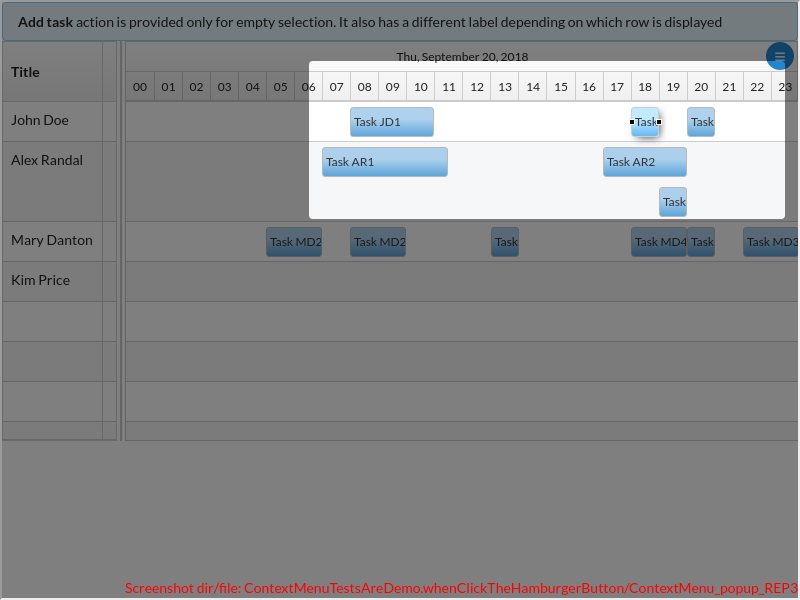 Add task action is provided only for empty selection. It also has a different label depending on which row is displayed
Thu, September 20, 2018
Title
00 01 02 03 04 05 06 07 08 09 10 11 12 13 14 15 16 17 18 19 20 21 22 23
John Doe
Task JD1 Task Task
Alex Randal
Task AR1 Task AR2
Task
Mary Danton
Task MD2 Task MD2 Task Task MD4 Task Task MD3
Kim Price
Screenshot dir/file: ContextMenuTestsAreDemo.whenClickTheHamburgerButton/ContextMenu_popup_REP3